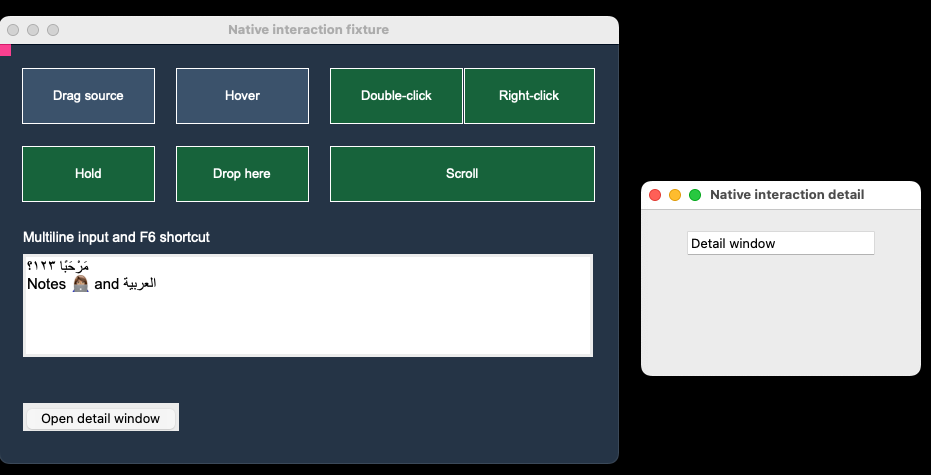 Native interaction fixture
Drag source
Hover
Double-click
Right-click
Hold
Drop here
Scroll
Multiline input and F6 shortcut
مَرْحَبًا ١٢٣؟
Notes 🧑🏽‍💻 and العربية
Open detail window
Native interaction detail
Detail window